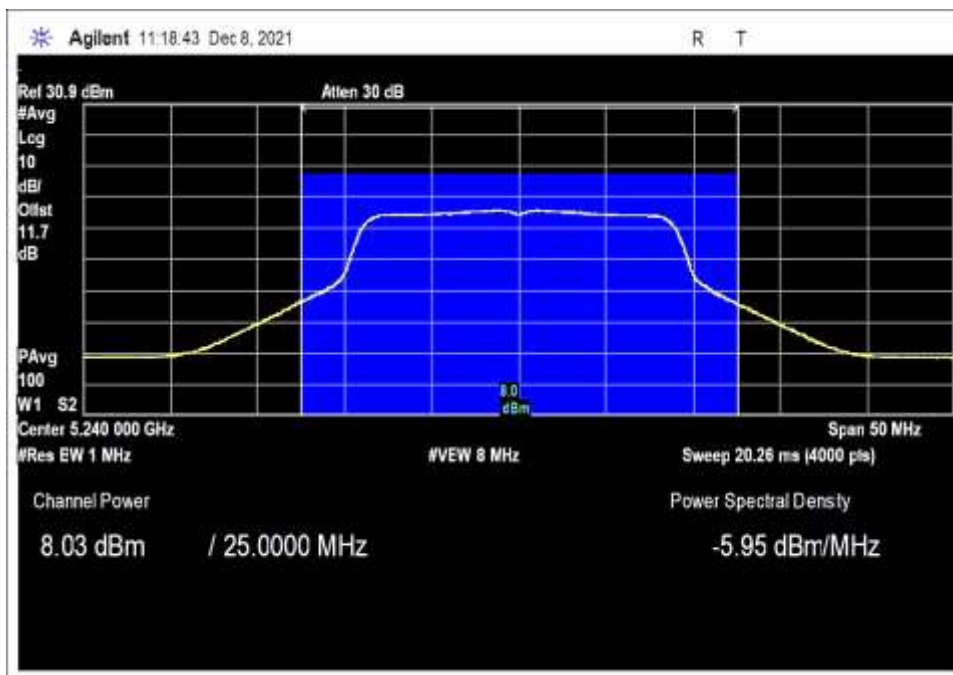 Agilent 11:18:43 Dec 8, 2021 R T
Ref 30.9 dBm Atten 30 dB
#Avg
Log
10
dB/
Offst
11.7
dB
PAvg
100
W1 S2
8.0
dBm
Center 5.240 000 GHz Span 50 MHz
#Res BW 1 MHz #VBW 8 MHz Sweep 20.26 ms (4000 pts)
Channel Power Power Spectral Density
8.03 dBm / 25.0000 MHz -5.95 dBm/MHz